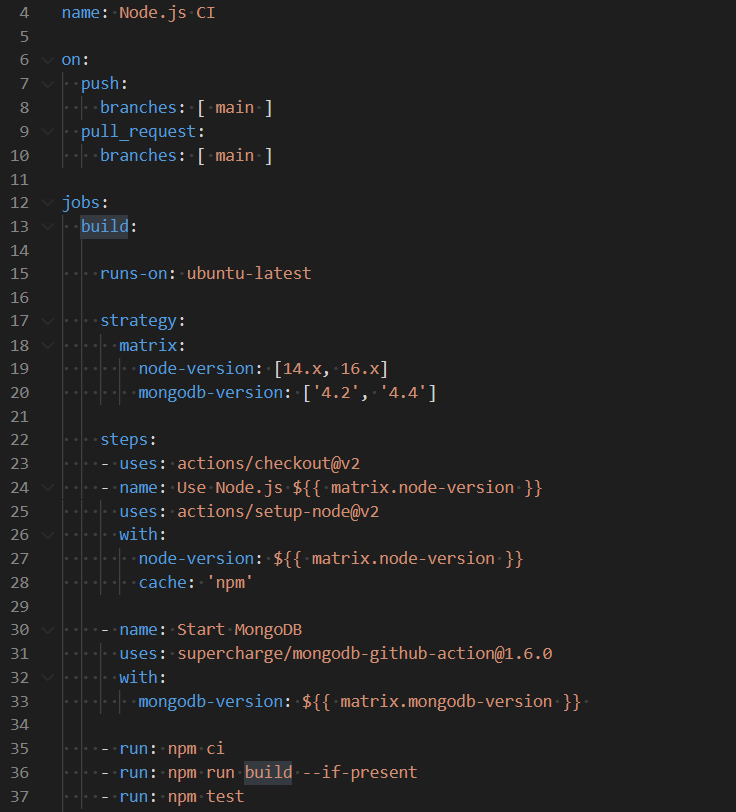 4 name: Node.js CI
5
6 on:
7   push:
8     branches: [ main ]
9   pull_request:
10     branches: [ main ]
11
12 jobs:
13   build:
14
15     runs-on: ubuntu-latest
16
17     strategy:
18       matrix:
19         node-version: [14.x, 16.x]
20         mongodb-version: ['4.2', '4.4']
21
22     steps:
23     - uses: actions/checkout@v2
24     - name: Use Node.js ${{ matrix.node-version }}
25       uses: actions/setup-node@v2
26       with:
27         node-version: ${{ matrix.node-version }}
28         cache: 'npm'
29
30     - name: Start MongoDB
31       uses: supercharge/mongodb-github-action@1.6.0
32       with:
33         mongodb-version: ${{ matrix.mongodb-version }}
34
35     - run: npm ci
36     - run: npm run build --if-present
37     - run: npm test